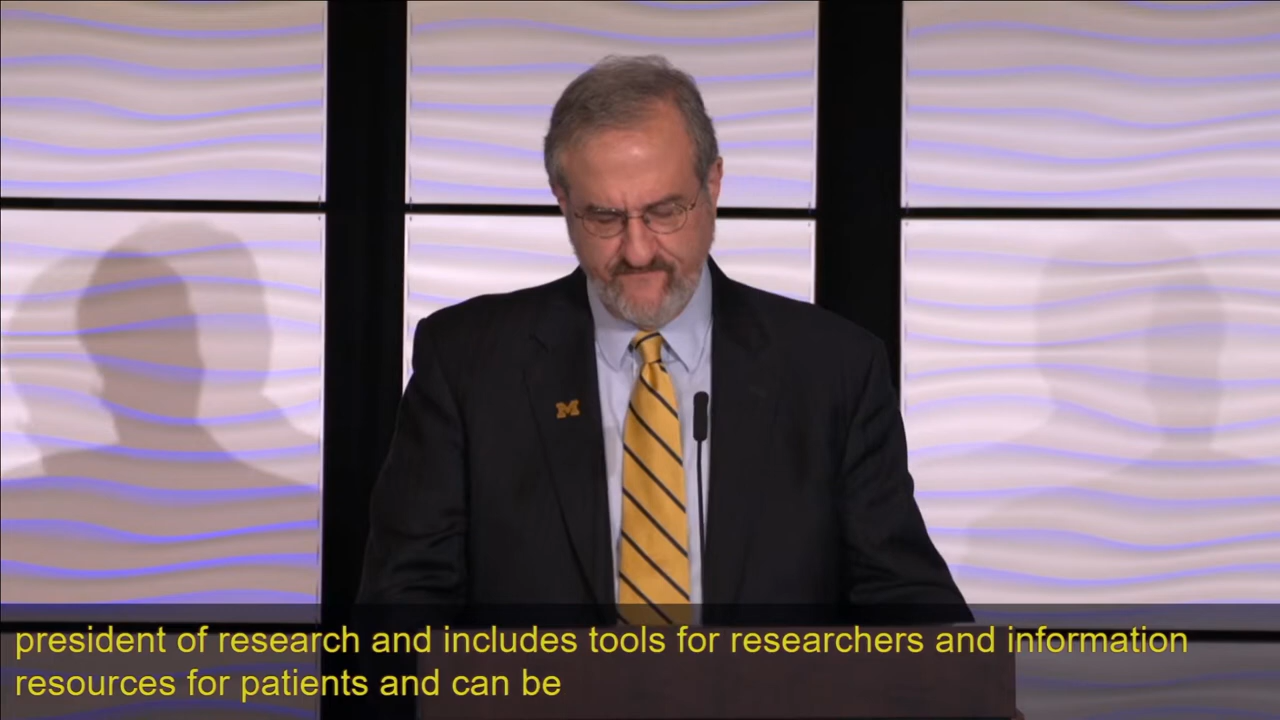 M
president of research and includes tools for researchers and information
resources for patients and can be